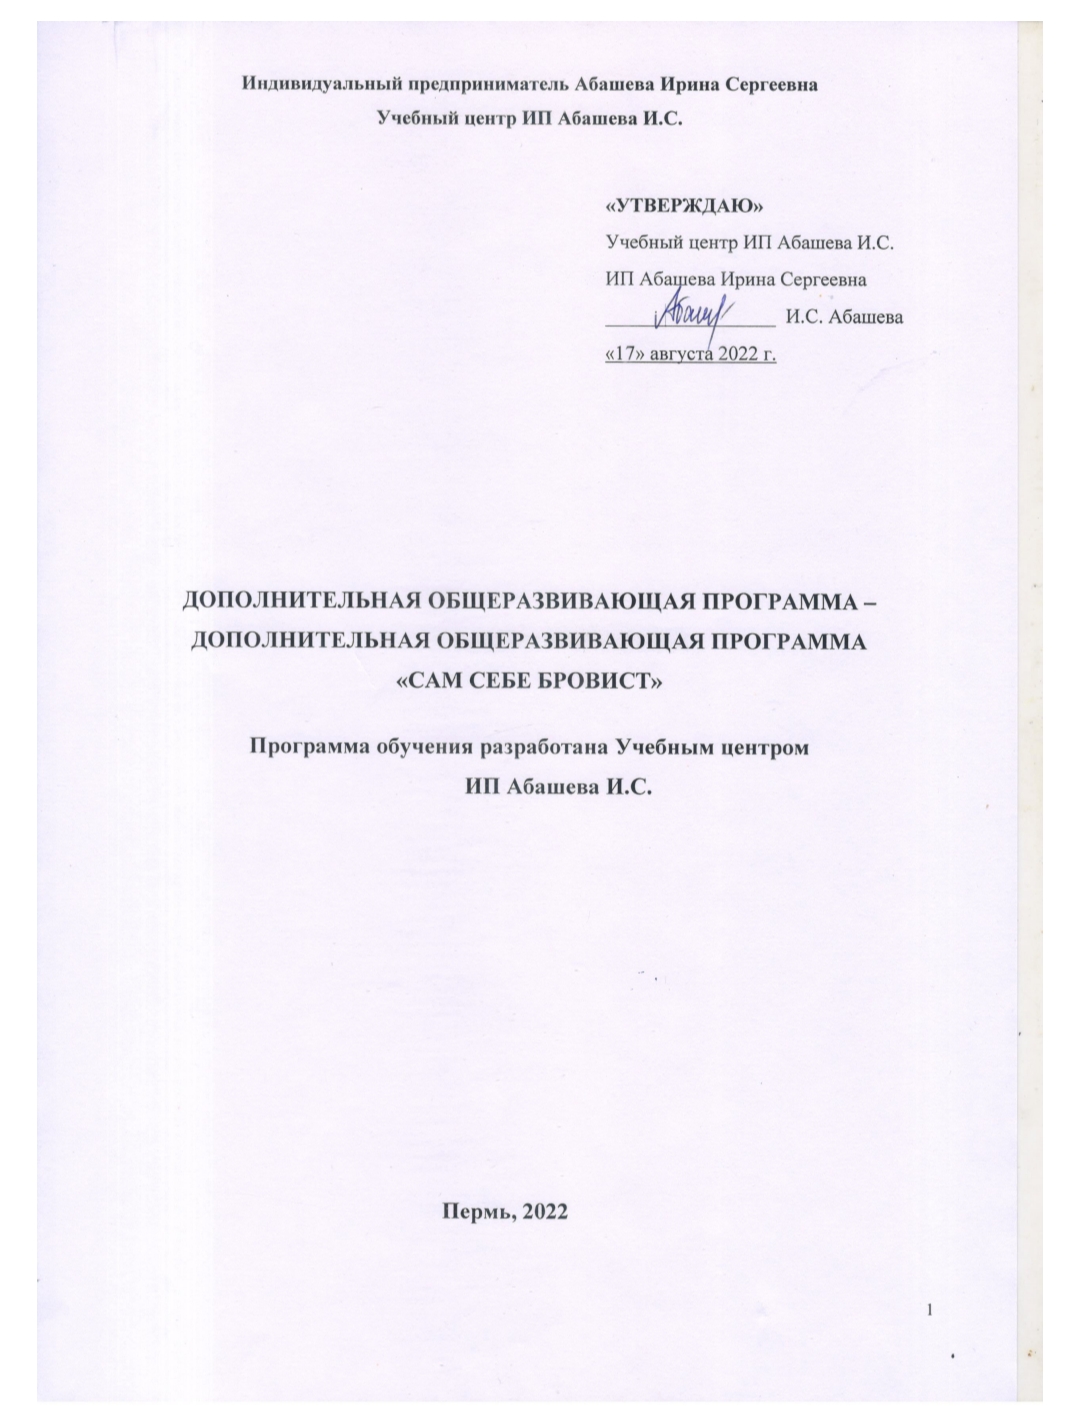 Индивидуальный предприниматель Абашева Ирина Сергеевна
Учебный центр ИП Абашева И.С.
«УТВЕРЖДАЮ»
Учебный центр ИП Абашева И.С.
ИП Абашева Ирина Сергеевна
И.С. Абашева
«17» августа 2022 г.
ДОПОЛНИТЕЛЬНАЯ ОБЩЕРАЗВИВАЮЩАЯ ПРОГРАММА –
ДОПОЛНИТЕЛЬНАЯ ОБЩЕРАЗВИВАЮЩАЯ ПРОГРАММА
«САМ СЕБЕ БРОВИСТ»
Программа обучения разработана Учебным центром
ИП Абашева И.С.
Пермь, 2022
1